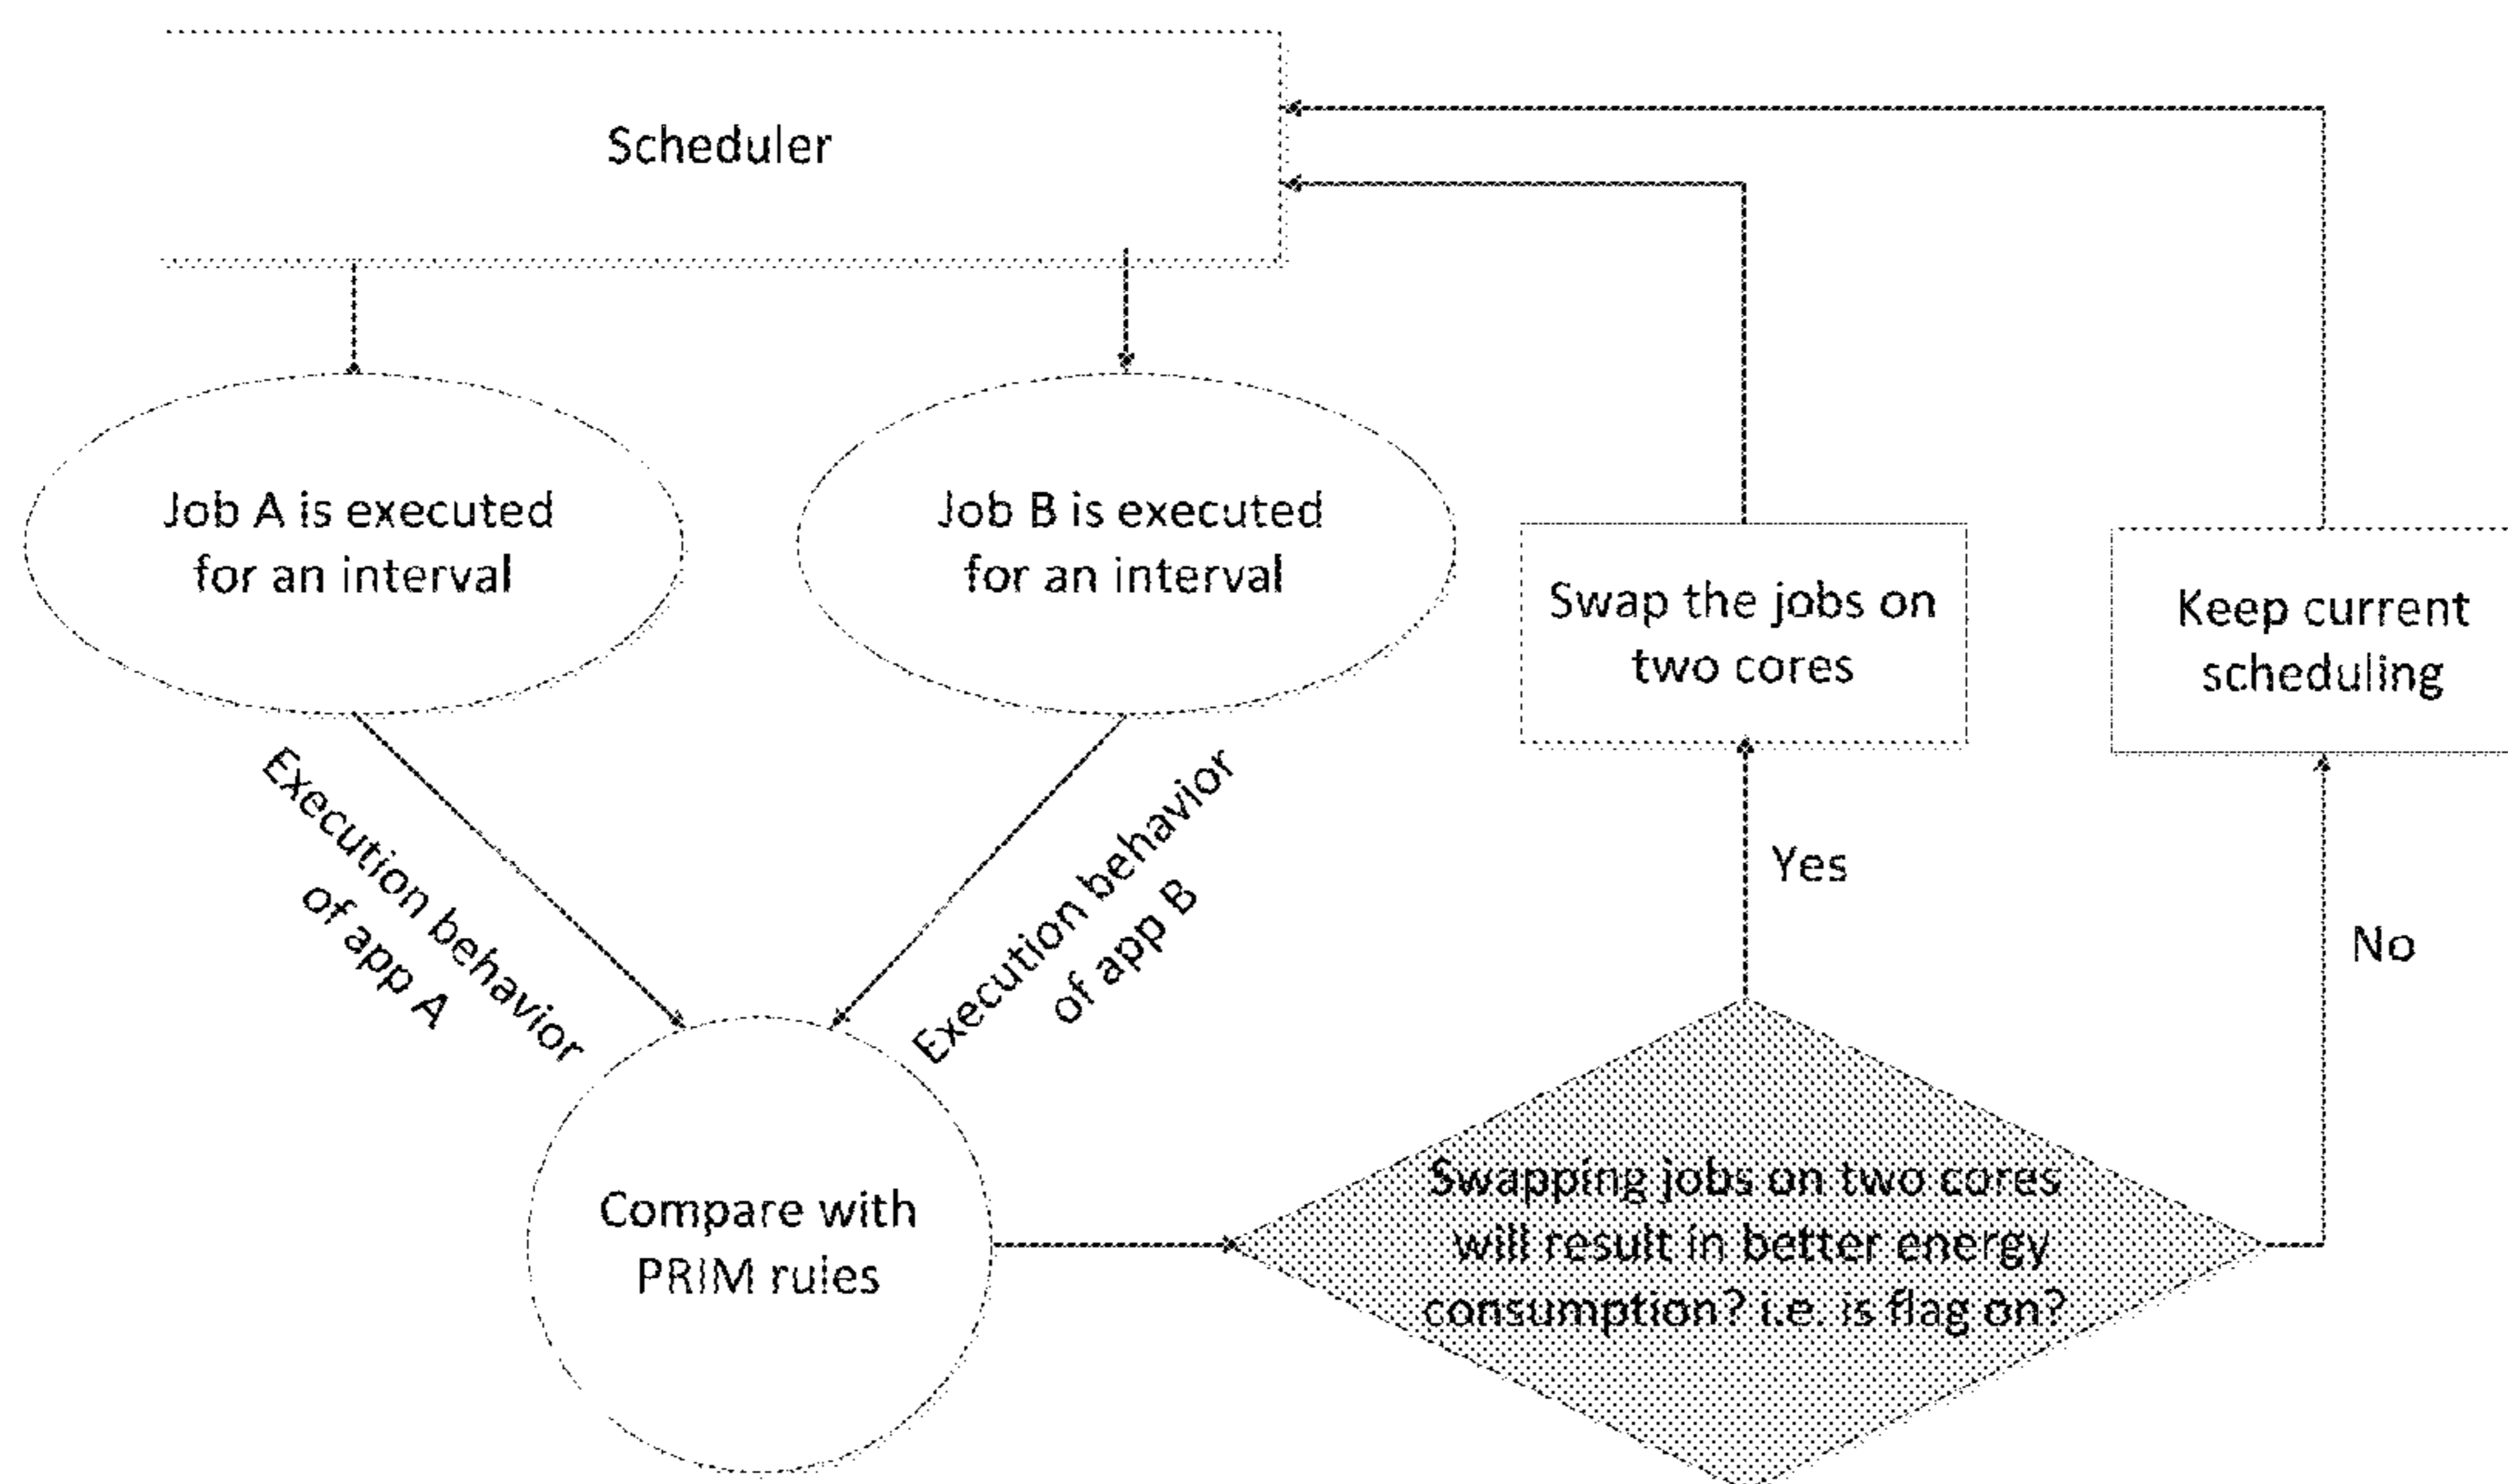 Scheduler
Job A is executed
for an interval
Job B is executed
for an interval
Swap the jobs on
two cores
Keep current
scheduling
Execution behavior
of app A
Execution behavior
of app B
Yes
No
Compare with
PRIM rules
Swapping jobs on two cores
will result in better energy
consumption? i.e. is flag on?